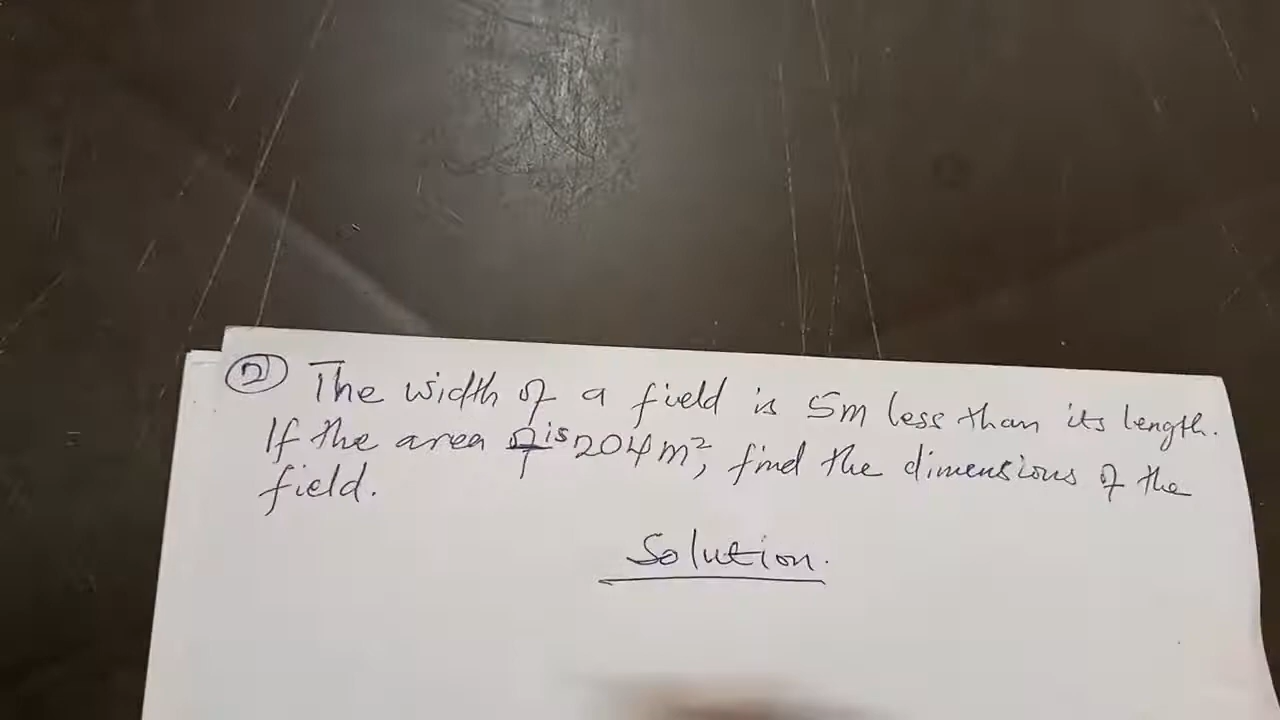 ② The width of a field is 5m less than its length.
If the area is 204m², find the dimensions of the
field.
Solution.